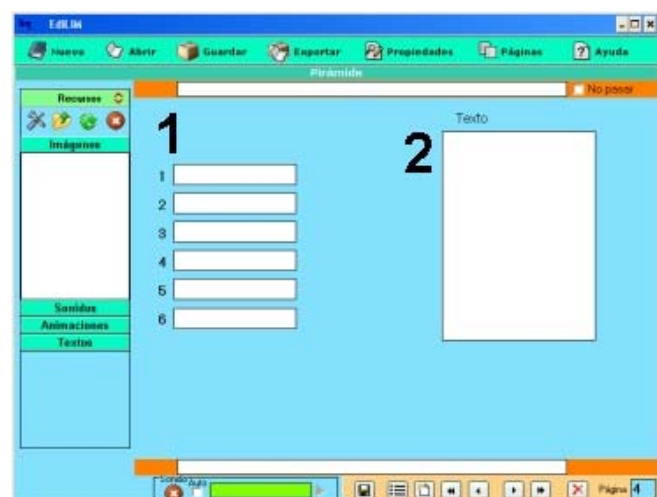 EdiLIM
Nuevo Abrir Guardar Exportar Propiedades Páginas Ayuda
Pirámide
Recursos
No pasar
Imágenes
1
2
Texto
1
2
3
4
5
6
Sonidos
Animaciones
Textos
Sonido Auto
Página 4